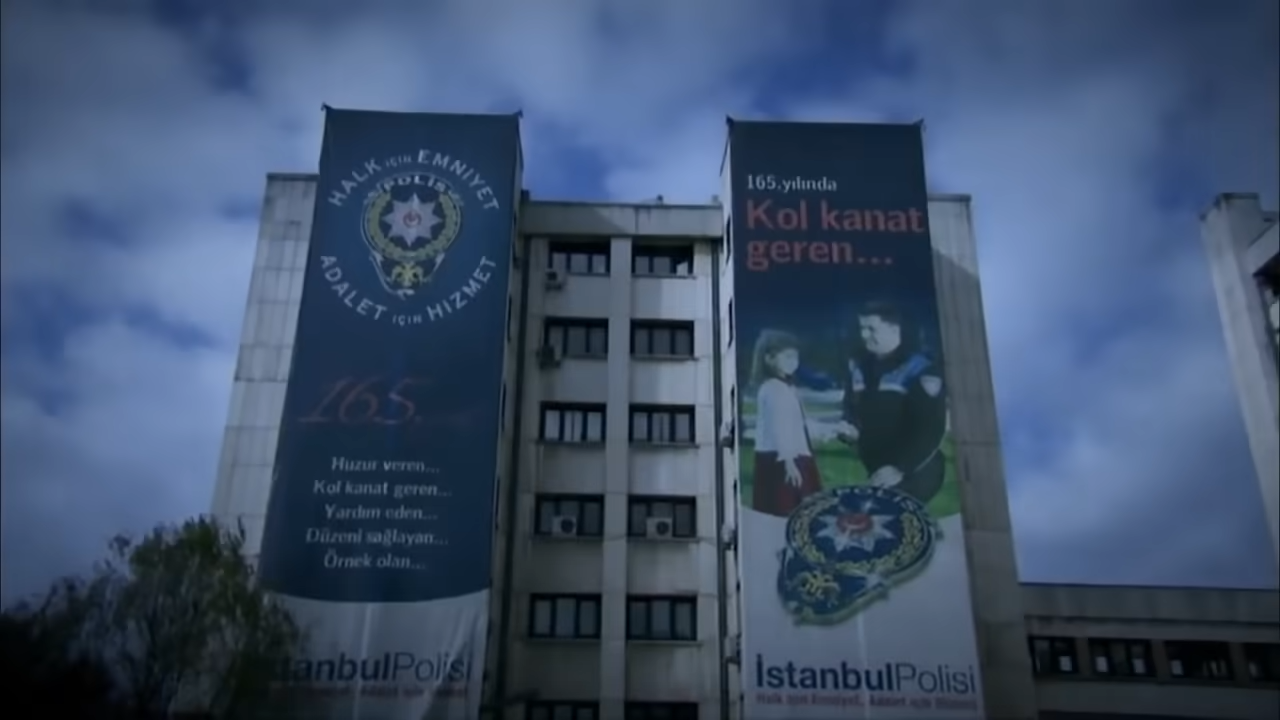 HALK İÇİN EMNİYET
POLİS
ADALET İÇİN HİZMET
165.
Huzur veren...
Kol kanat geren...
Yardım eden...
Düzeni sağlayan...
Örnek olan...
stanbulPolisi
165.yılında
Kol kanat
geren...
POLİS
İstanbulPolisi
Halk için Emniyet, Adalet için Hizmet